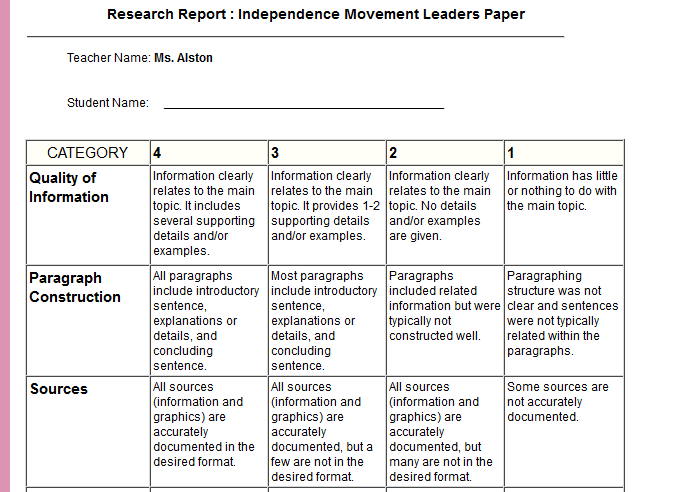 Research Report : Independence Movement Leaders Paper
Teacher Name: Ms. Alston
Student Name:
CATEGORY 4 3 2 1
Quality of Information
Information clearly relates to the main topic. It includes several supporting details and/or examples.
Information clearly relates to the main topic. It provides 1-2 supporting details and/or examples.
Information clearly relates to the main topic. No details and/or examples are given.
Information has little or nothing to do with the main topic.
Paragraph Construction
All paragraphs include introductory sentence, explanations or details, and concluding sentence.
Most paragraphs include introductory sentence, explanations or details, and concluding sentence.
Paragraphs included related information but were typically not constructed well.
Paragraphing structure was not clear and sentences were not typically related within the paragraphs.
Sources
All sources (information and graphics) are accurately documented in the desired format.
All sources (information and graphics) are accurately documented, but a few are not in the desired format.
All sources (information and graphics) are accurately documented, but many are not in the desired format.
Some sources are not accurately documented.